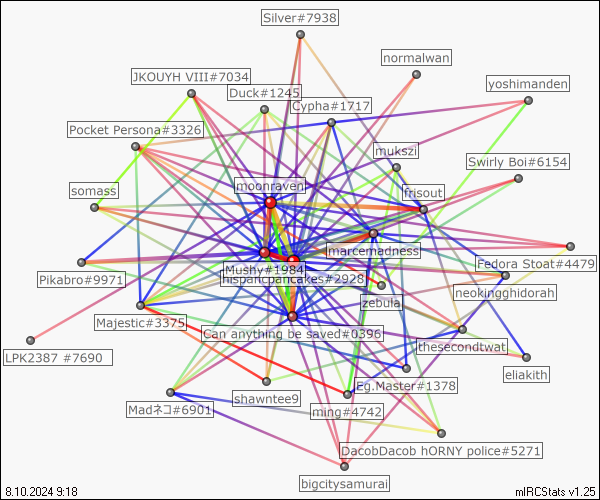 Silver#7938
normalwan
JKOUYH VIII#7034
yoshimanden
Duck#1245
Cypha#1717
Pocket Persona#3326
mukszi
Swirly Boi#6154
moonraven
frisout
somass
marcemadness
Fedora Stoat#4479
Mushy#1984
Pikabro#9971
hispancpancakes#2928
neokingghidorah
zebula
Majestic#3375
Can anything be saved#0396
thesecondtwat
LPK2387 #7690
eliakith
Eg.Master#1378
shawntee9
Madネコ#6901
ming#4742
DacobDacob hORNY police#5271
bigcitysamurai
8.10.2024 9:18
mIRCStats v1.25